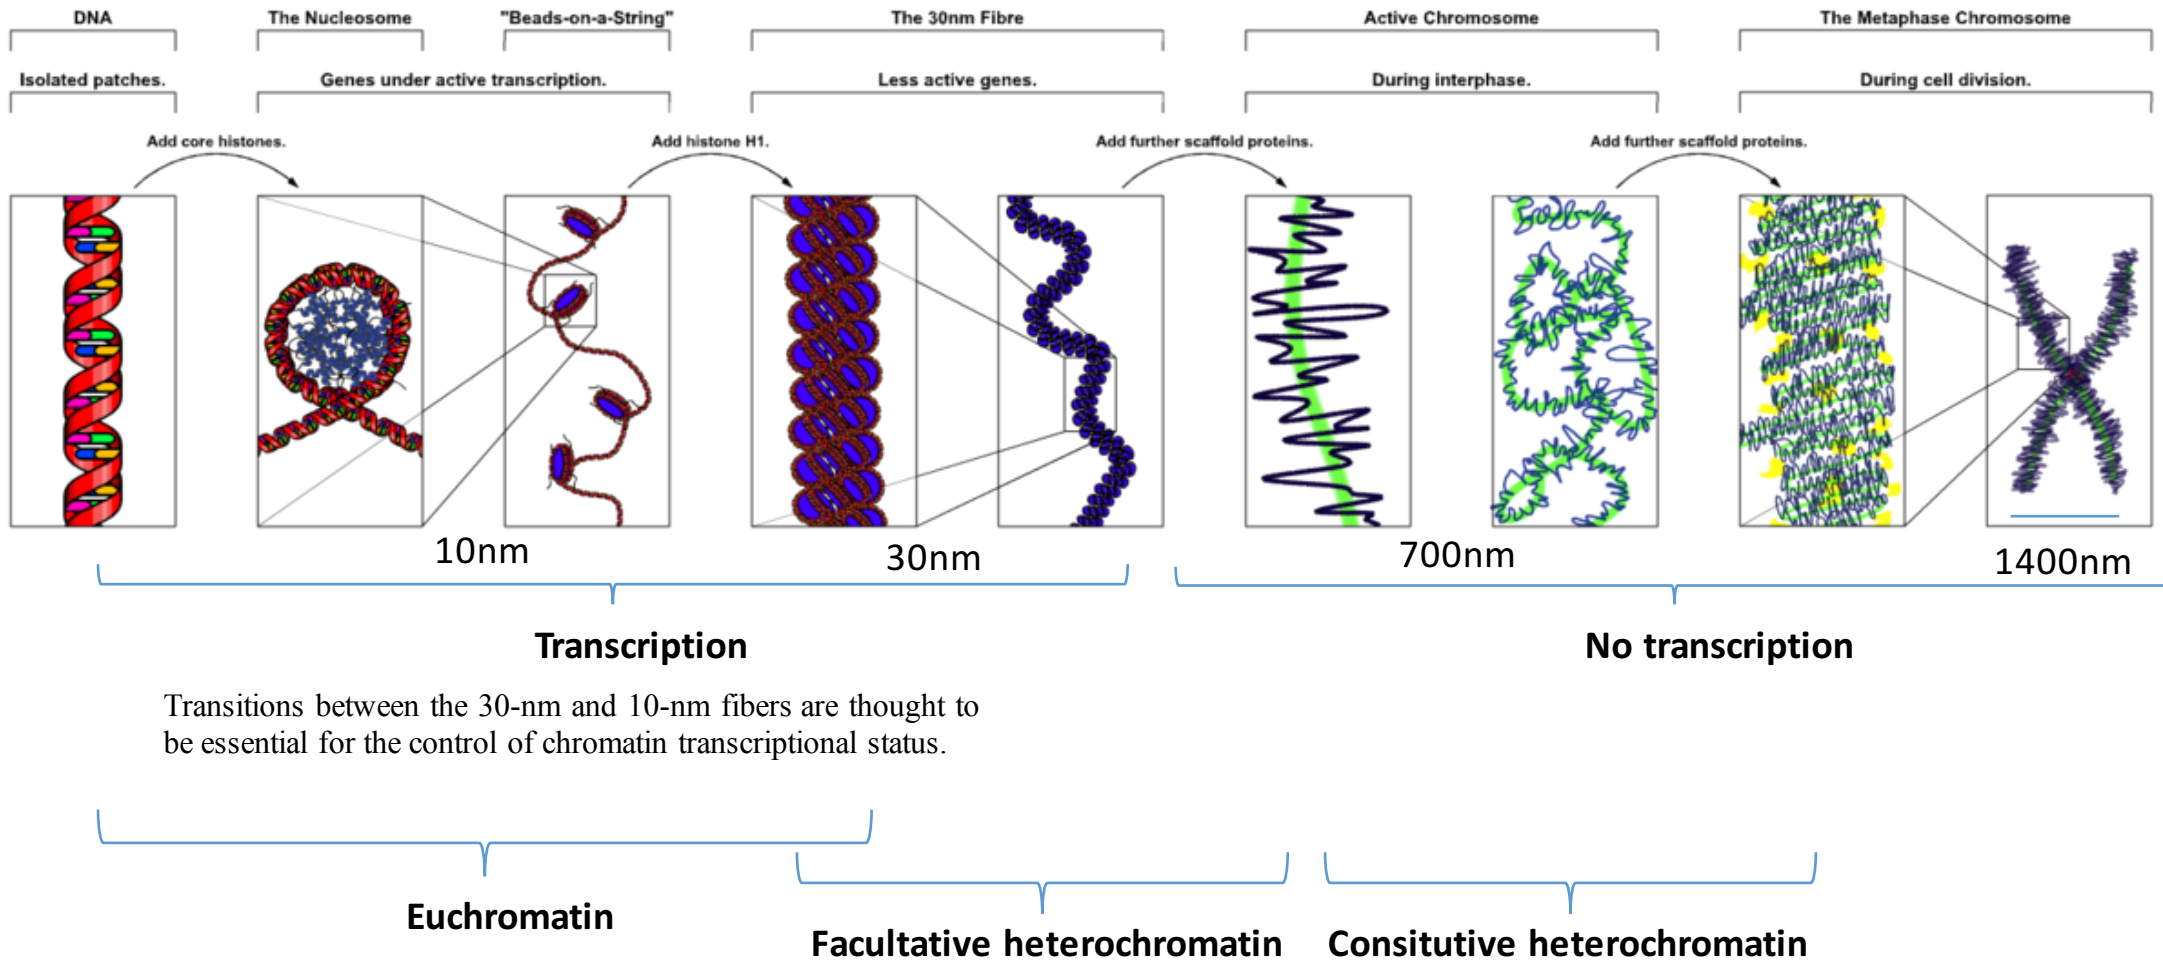 DNA
The Nucleosome
"Beads-on-a-String"
The 30nm Fibre
Active Chromosome
The Metaphase Chromosome
Isolated patches.
Genes under active transcription.
Less active genes.
During interphase.
During cell division.
Add core histones.
Add histone H1.
Add further scaffold proteins.
Add further scaffold proteins.
10nm
30nm
700nm
1400nm
Transcription
No transcription
Transitions between the 30-nm and 10-nm fibers are thought to
be essential for the control of chromatin transcriptional status.
Euchromatin
Facultative heterochromatin
Consitutive heterochromatin